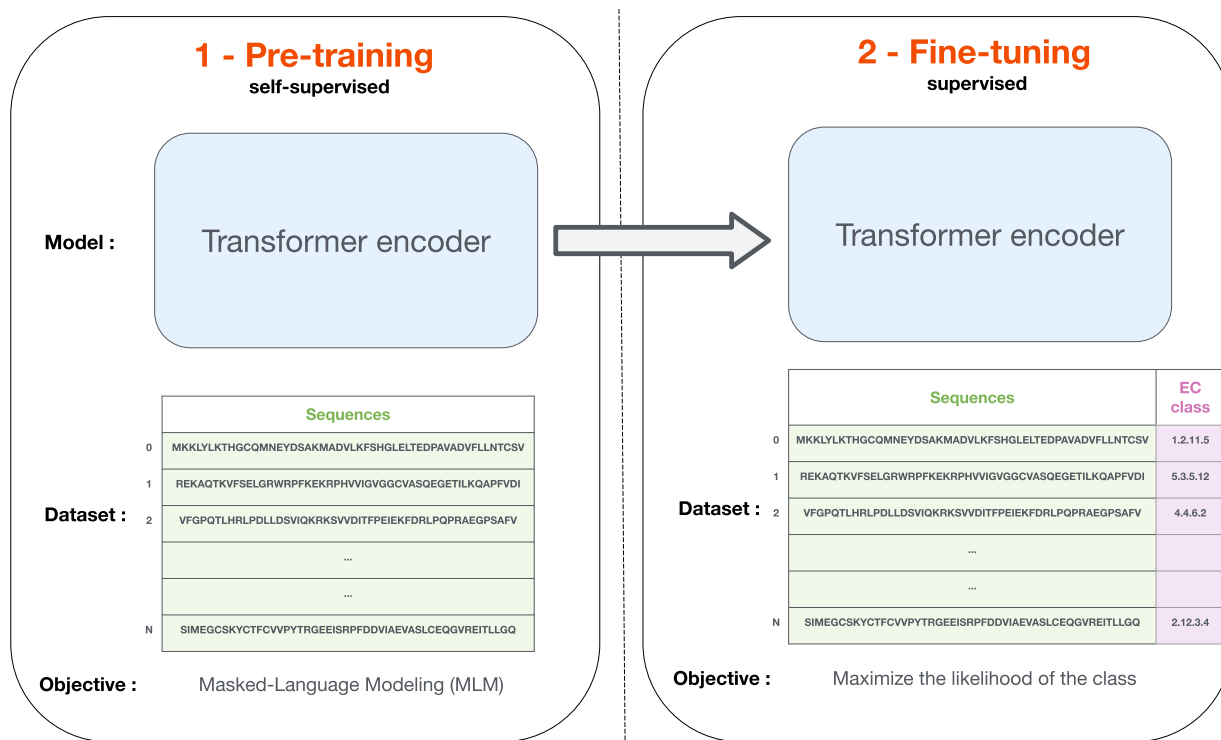 1 - Pre-training
self-supervised
Model :
Transformer encoder
Sequences
0 MKKLYLKTHGCQMNEYDSAKMADVLKFSHGLELTEDPAVADVFLLNTCSV
1 REKAQTKVFSELGRWRPFKEKRPHVVIGVGGCVASQEGETILKQAPFVDI
Dataset : 2 VFGPQTLHRLPDLLDSVIQKRKSVVDITFPEIEKFDRLPQPRAEGPSAFV
...
...
N SIMEGCSKYCTFCVVPYTRGEEISRPFDDVIAEVASLCEQGVREITLLGQ
Objective : Masked-Language Modeling (MLM)
2 - Fine-tuning
supervised
Transformer encoder
Sequences
EC
class
0 MKKLYLKTHGCQMNEYDSAKMADVLKFSHGLELTEDPAVADVFLLNTCSV 1.2.11.5
1 REKAQTKVFSELGRWRPFKEKRPHVVIGVGGCVASQEGETILKQAPFVDI 5.3.5.12
Dataset : 2 VFGPQTLHRLPDLLDSVIQKRKSVVDITFPEIEKFDRLPQPRAEGPSAFV 4.4.6.2
...
...
N SIMEGCSKYCTFCVVPYTRGEEISRPFDDVIAEVASLCEQGVREITLLGQ 2.12.3.4
Objective : Maximize the likelihood of the class